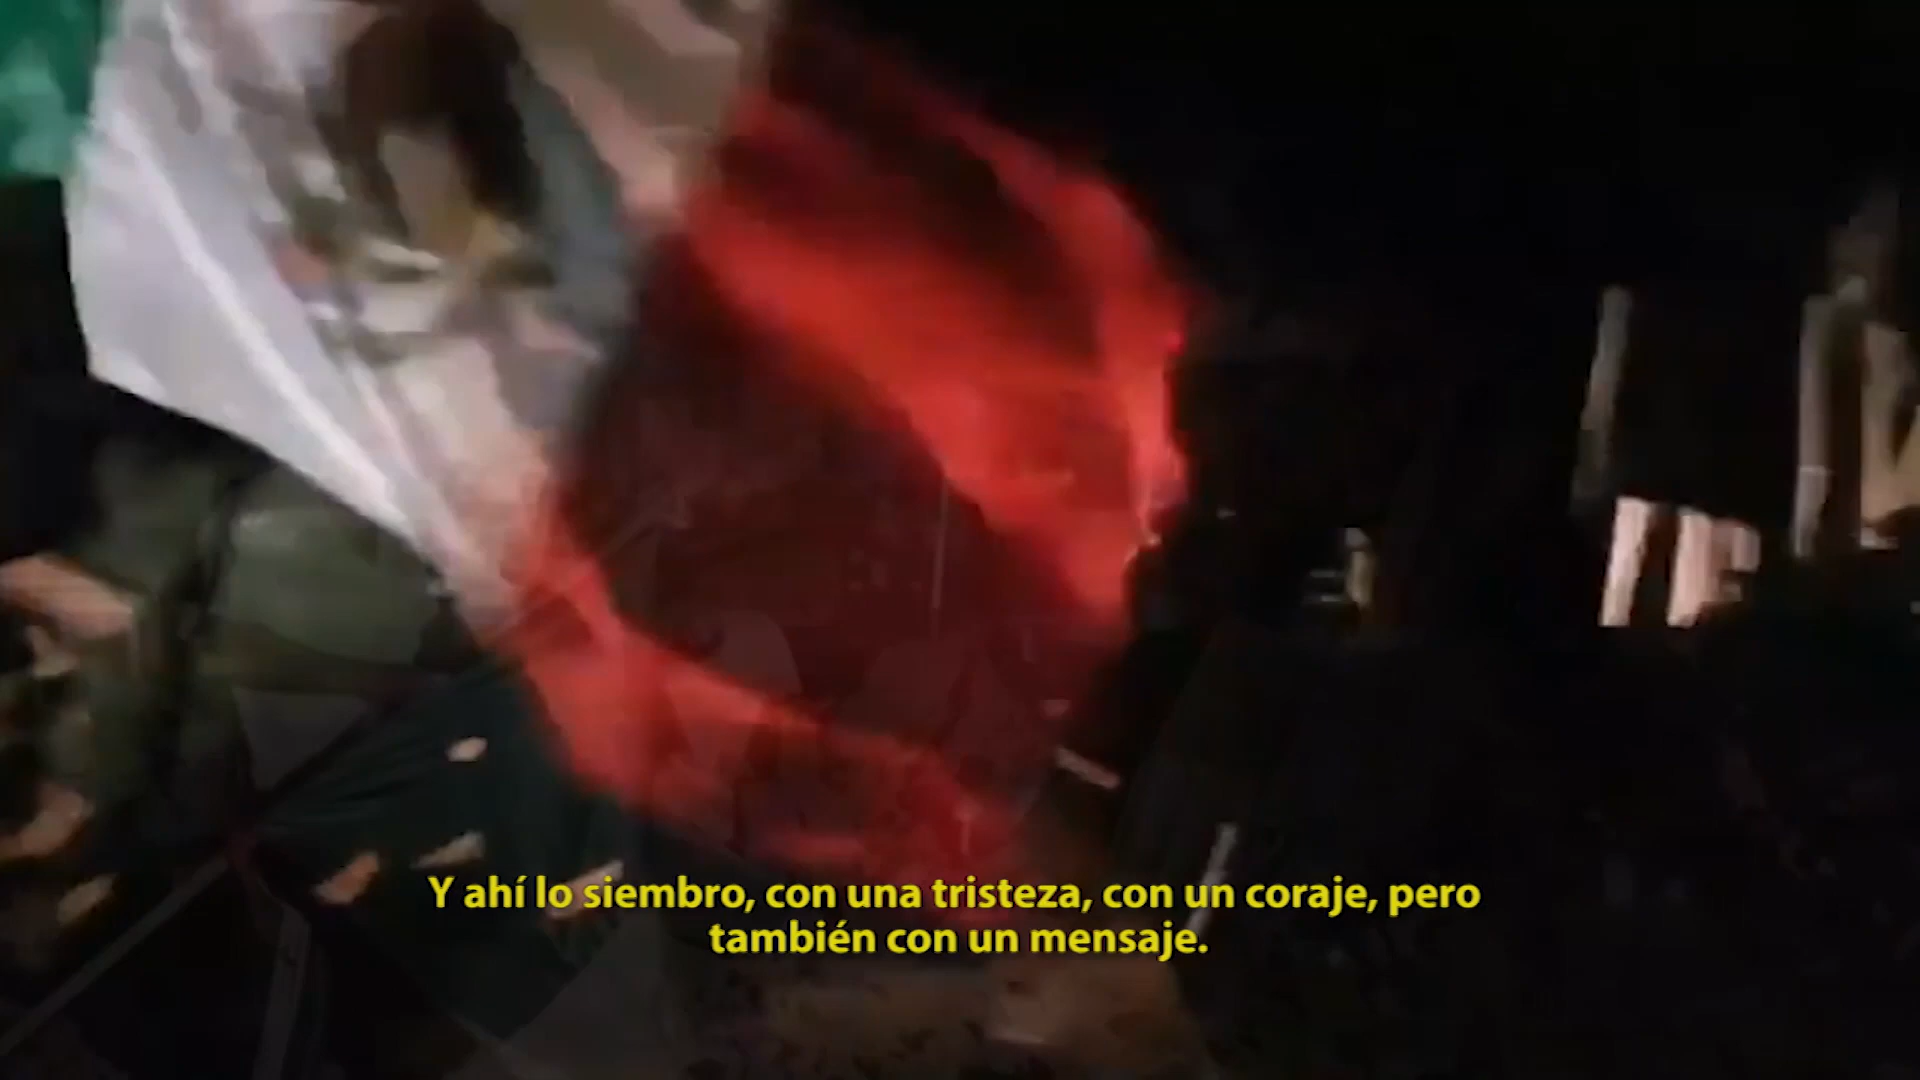 Y ahí lo siembro, con una tristeza, con un coraje, pero
también con un mensaje.